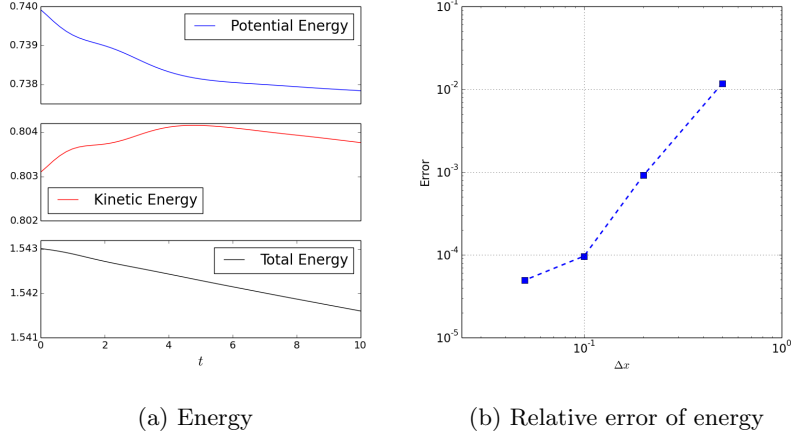 0.740
0.739
0.738
Potential Energy
0.804
0.803
0.802
Kinetic Energy
1.543
1.542
1.541
Total Energy
0 2 4 6 8 10
t
(a) Energy
10^-1
10^-2
10^-3
10^-4
10^-5
Error
10^-1 10^0
Δx
(b) Relative error of energy